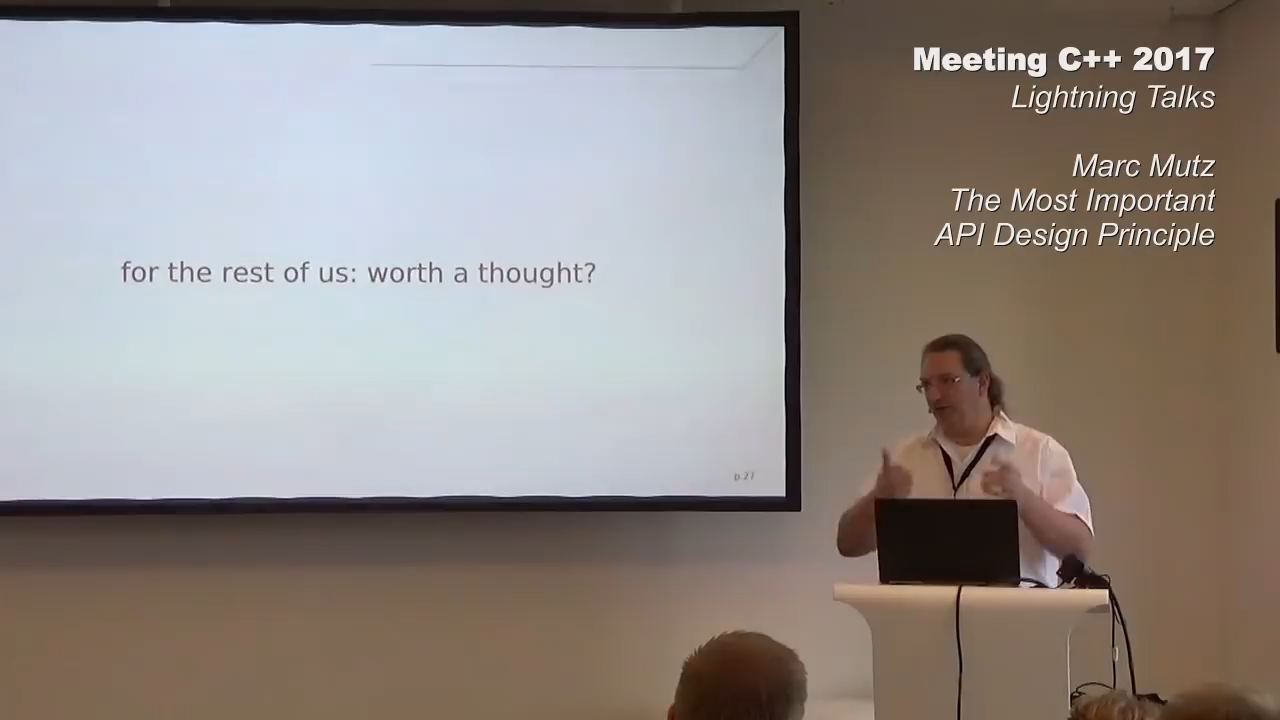 Meeting C++ 2017
Lightning Talks
Marc Mutz
The Most Important
API Design Principle
for the rest of us: worth a thought?
p.27